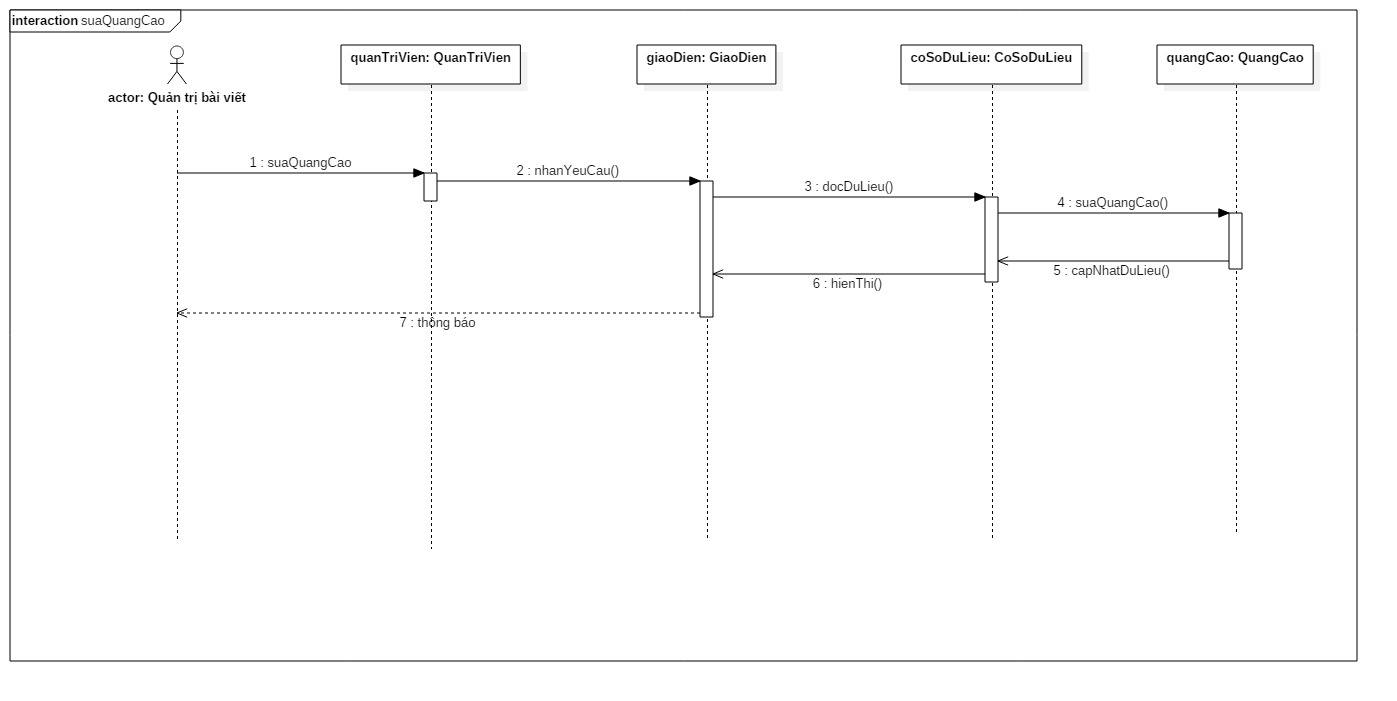 interaction suaQuangCao
quanTriVien: QuanTriVien
giaoDien: GiaoDien
coSoDuLieu: CoSoDuLieu
quangCao: QuangCao
actor: Quản trị bài viết
1 : suaQuangCao
2 : nhanYeuCau()
3 : docDuLieu()
4 : suaQuangCao()
5 : capNhatDuLieu()
6 : hienThi()
7 : thông báo